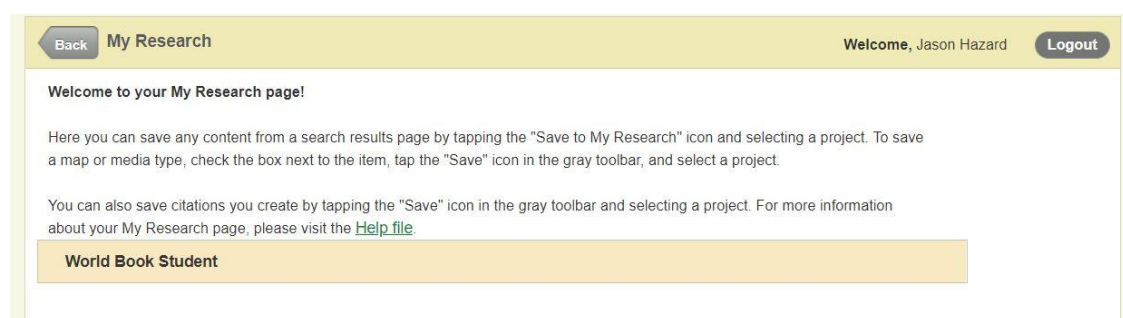 Back My Research Welcome, Jason Hazard Logout
Welcome to your My Research page!
Here you can save any content from a search results page by tapping the "Save to My Research" icon and selecting a project. To save
a map or media type, check the box next to the item, tap the "Save" icon in the gray toolbar, and select a project.
You can also save citations you create by tapping the "Save" icon in the gray toolbar and selecting a project. For more information
about your My Research page, please visit the Help file.
World Book Student